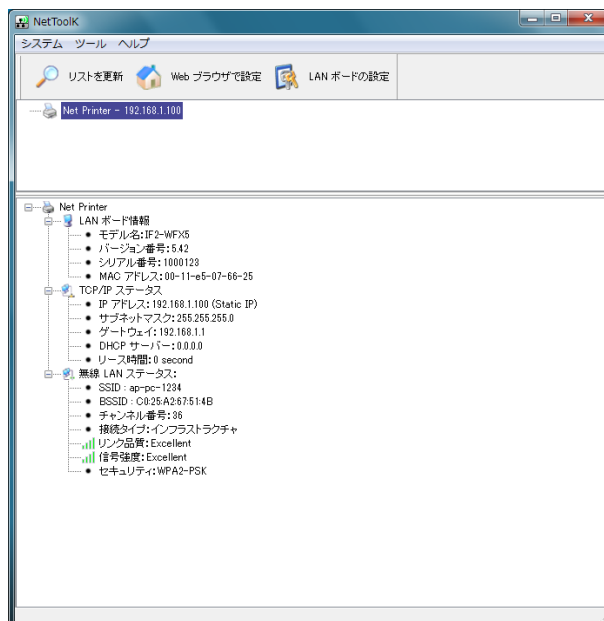 NetToolK
システム ツール ヘルプ
リストを更新 Web ブラウザで設定 LAN ボードの設定
Net Printer - 192.168.1.100
Net Printer
LAN ボード情報
モデル名:IF2-WFX5
バージョン番号:5.42
シリアル番号:1000123
MAC アドレス:00-11-e5-07-66-25
TCP/IP ステータス
IP アドレス:192.168.1.100 (Static IP)
サブネットマスク:255.255.255.0
ゲートウェイ:192.168.1.1
DHCP サーバー:0.0.0.0
リース時間:0 second
無線 LAN ステータス:
SSID : ap-pc-1234
BSSID : C0:25:A2:67:51:4B
チャンネル番号:36
接続タイプ:インフラストラクチャ
リンク品質:Excellent
信号強度:Excellent
セキュリティ:WPA2-PSK